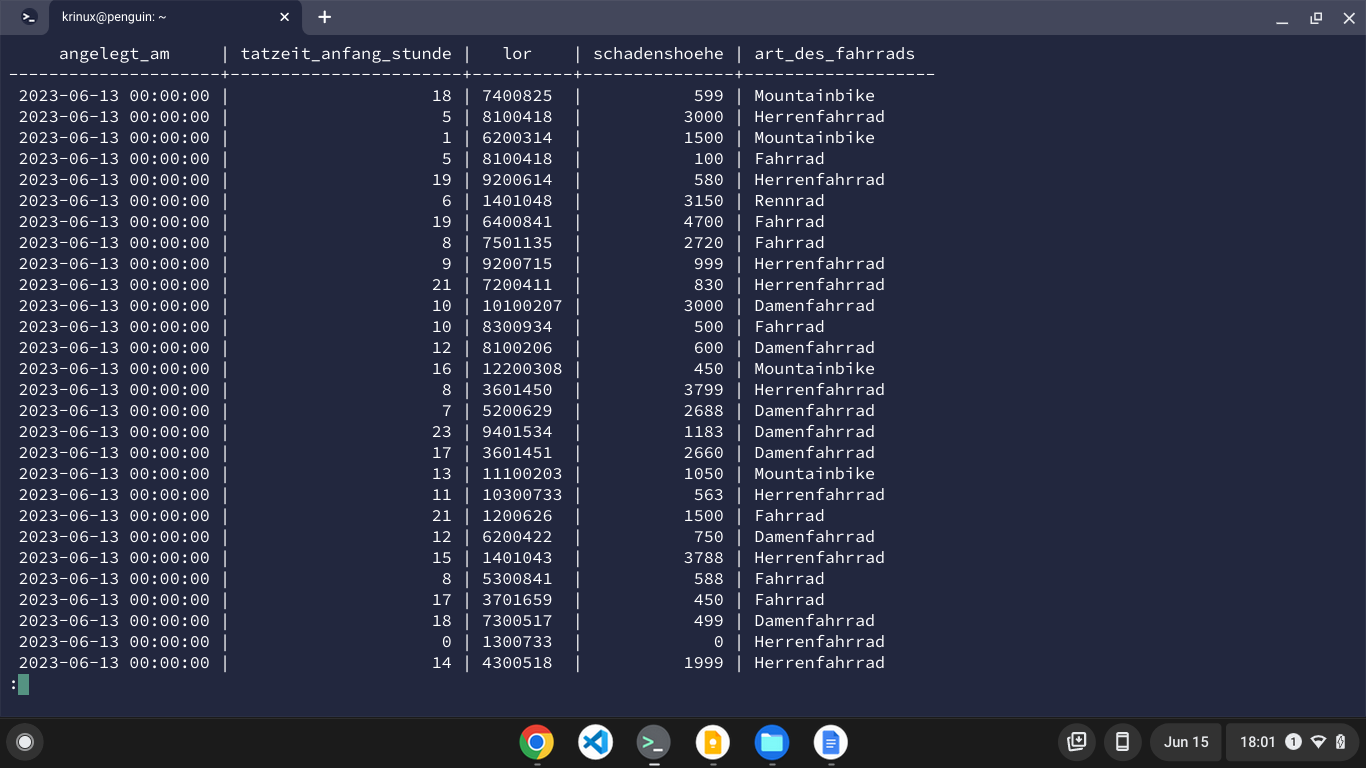 krinux@penguin: ~
angelegt_am | tatzeit_anfang_stunde | lor | schadenshoehe | art_des_fahrrads
---------------------+-----------------------+----------+---------------+-------------------
2023-06-13 00:00:00 | 18 | 7400825 | 599 | Mountainbike
2023-06-13 00:00:00 | 5 | 8100418 | 3000 | Herrenfahrrad
2023-06-13 00:00:00 | 1 | 6200314 | 1500 | Mountainbike
2023-06-13 00:00:00 | 5 | 8100418 | 100 | Fahrrad
2023-06-13 00:00:00 | 19 | 9200614 | 580 | Herrenfahrrad
2023-06-13 00:00:00 | 6 | 1401048 | 3150 | Rennrad
2023-06-13 00:00:00 | 19 | 6400841 | 4700 | Fahrrad
2023-06-13 00:00:00 | 8 | 7501135 | 2720 | Fahrrad
2023-06-13 00:00:00 | 9 | 9200715 | 999 | Herrenfahrrad
2023-06-13 00:00:00 | 21 | 7200411 | 830 | Herrenfahrrad
2023-06-13 00:00:00 | 10 | 10100207 | 3000 | Damenfahrrad
2023-06-13 00:00:00 | 10 | 8300934 | 500 | Fahrrad
2023-06-13 00:00:00 | 12 | 8100206 | 600 | Damenfahrrad
2023-06-13 00:00:00 | 16 | 12200308 | 450 | Mountainbike
2023-06-13 00:00:00 | 8 | 3601450 | 3799 | Herrenfahrrad
2023-06-13 00:00:00 | 7 | 5200629 | 2688 | Damenfahrrad
2023-06-13 00:00:00 | 23 | 9401534 | 1183 | Damenfahrrad
2023-06-13 00:00:00 | 17 | 3601451 | 2660 | Damenfahrrad
2023-06-13 00:00:00 | 13 | 11100203 | 1050 | Mountainbike
2023-06-13 00:00:00 | 11 | 10300733 | 563 | Herrenfahrrad
2023-06-13 00:00:00 | 21 | 1200626 | 1500 | Fahrrad
2023-06-13 00:00:00 | 12 | 6200422 | 750 | Damenfahrrad
2023-06-13 00:00:00 | 15 | 1401043 | 3788 | Herrenfahrrad
2023-06-13 00:00:00 | 8 | 5300841 | 588 | Fahrrad
2023-06-13 00:00:00 | 17 | 3701659 | 450 | Fahrrad
2023-06-13 00:00:00 | 18 | 7300517 | 499 | Damenfahrrad
2023-06-13 00:00:00 | 0 | 1300733 | 0 | Herrenfahrrad
2023-06-13 00:00:00 | 14 | 4300518 | 1999 | Herrenfahrrad
:
Jun 15 18:01 1